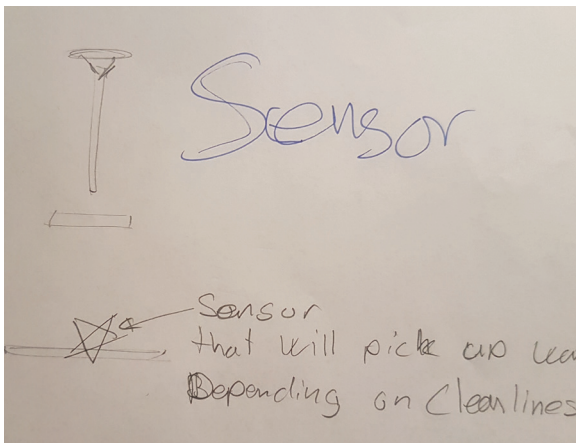 Sensor
Sensor
that will pick up
Depending on Cleanlines